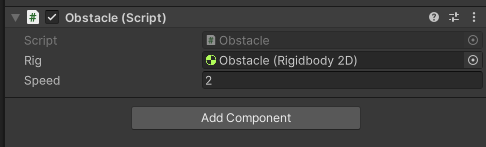 Obstacle (Script)
Script Obstacle
Rig Obstacle (Rigidbody 2D)
Speed 2
Add Component